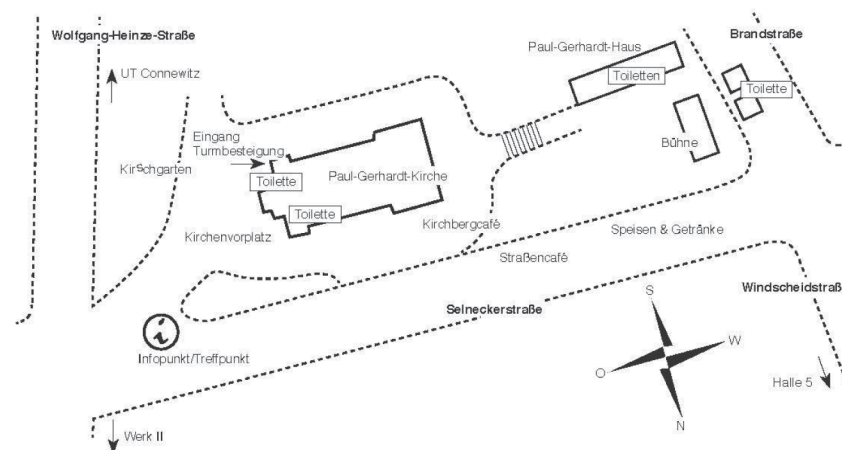 Wolfgang-Heinze-Straße
UT Connewitz
Paul-Gerhardt-Haus
Brandstraße
Toiletten
Toilette
Eingang
Turmbesteigung
Kirschgarten
Toilette
Paul-Gerhardt-Kirche
Bühne
Toilette
Kirchenvorplatz
Kirchbergcafé
Speisen & Getränke
Straßencafé
Selneckerstraße
Windscheidstraß
Infopunkt/Treffpunkt
S
W
O
N
Halle 5
Werk II